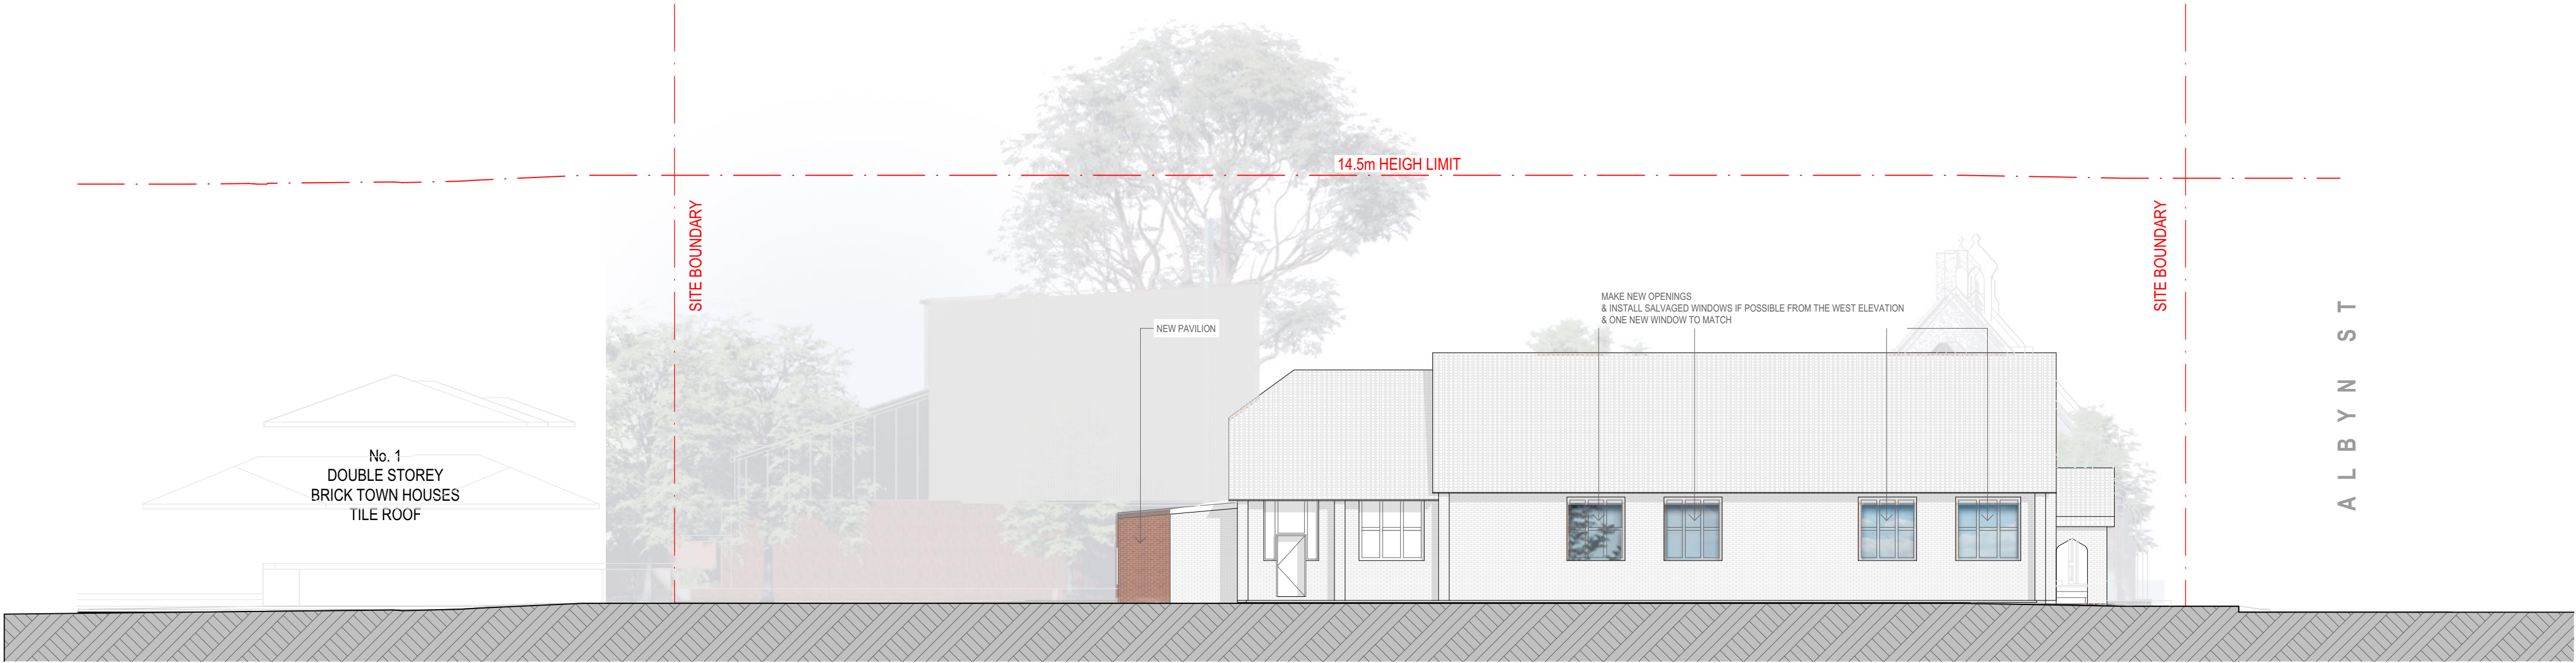 14.5m HEIGH LIMIT
SITE BOUNDARY
SITE BOUNDARY
MAKE NEW OPENINGS
& INSTALL SALVAGED WINDOWS IF POSSIBLE FROM THE WEST ELEVATION
& ONE NEW WINDOW TO MATCH
NEW PAVILION
ALBYN ST
No. 1
DOUBLE STOREY
BRICK TOWN HOUSES
TILE ROOF